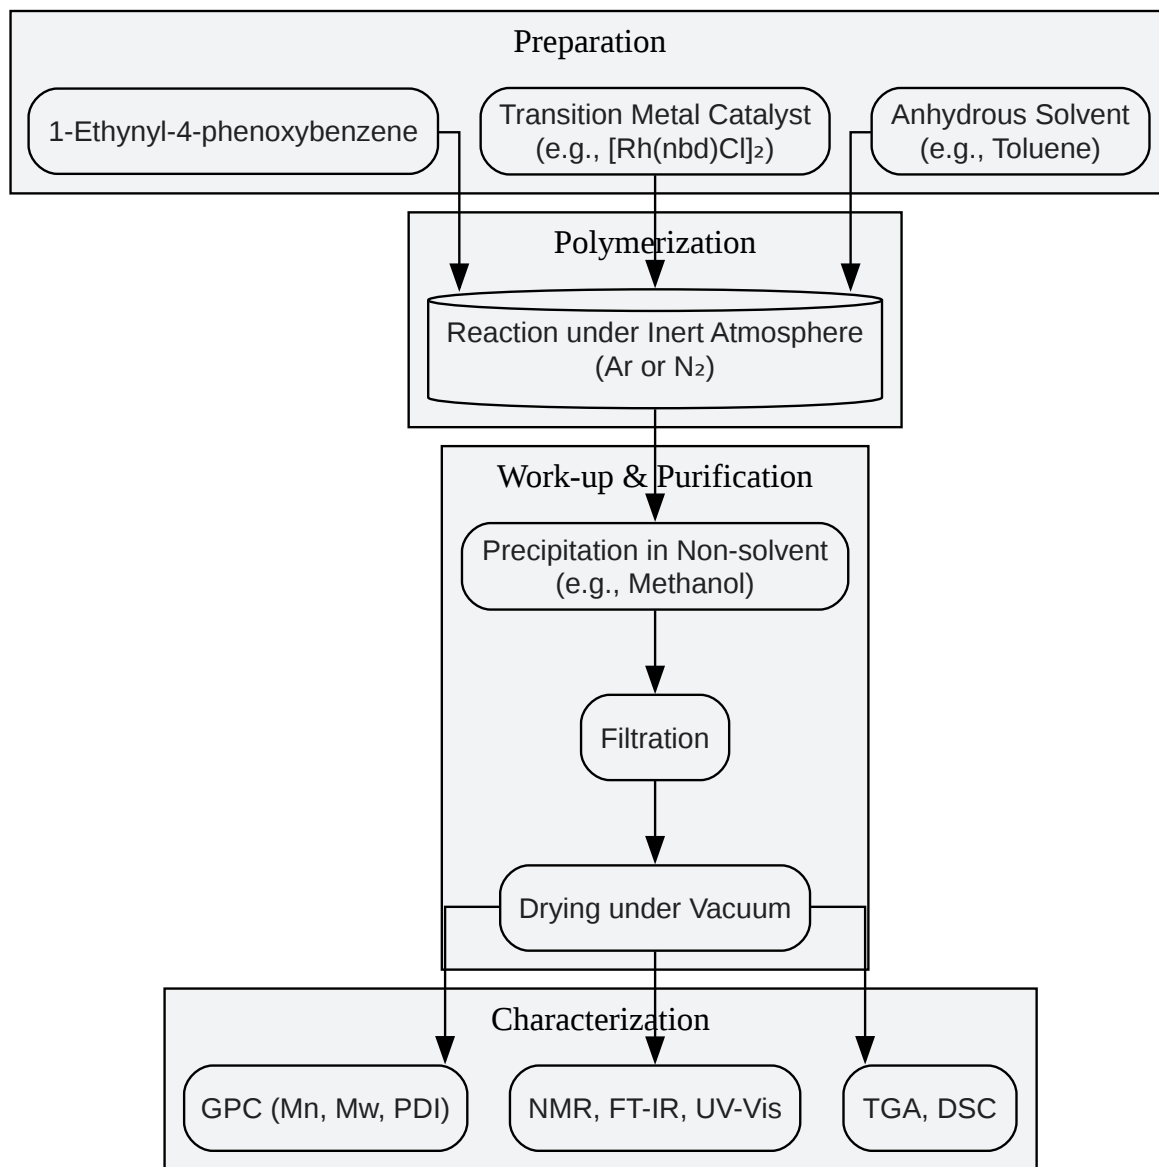 Preparation
1-Ethynyl-4-phenoxybenzene
Transition Metal Catalyst
(e.g., [Rh(nbd)Cl]₂)
Anhydrous Solvent
(e.g., Toluene)
Polymerization
Reaction under Inert Atmosphere
(Ar or N₂)
Work-up & Purification
Precipitation in Non-solvent
(e.g., Methanol)
Filtration
Drying under Vacuum
Characterization
GPC (Mn, Mw, PDI)
NMR, FT-IR, UV-Vis
TGA, DSC